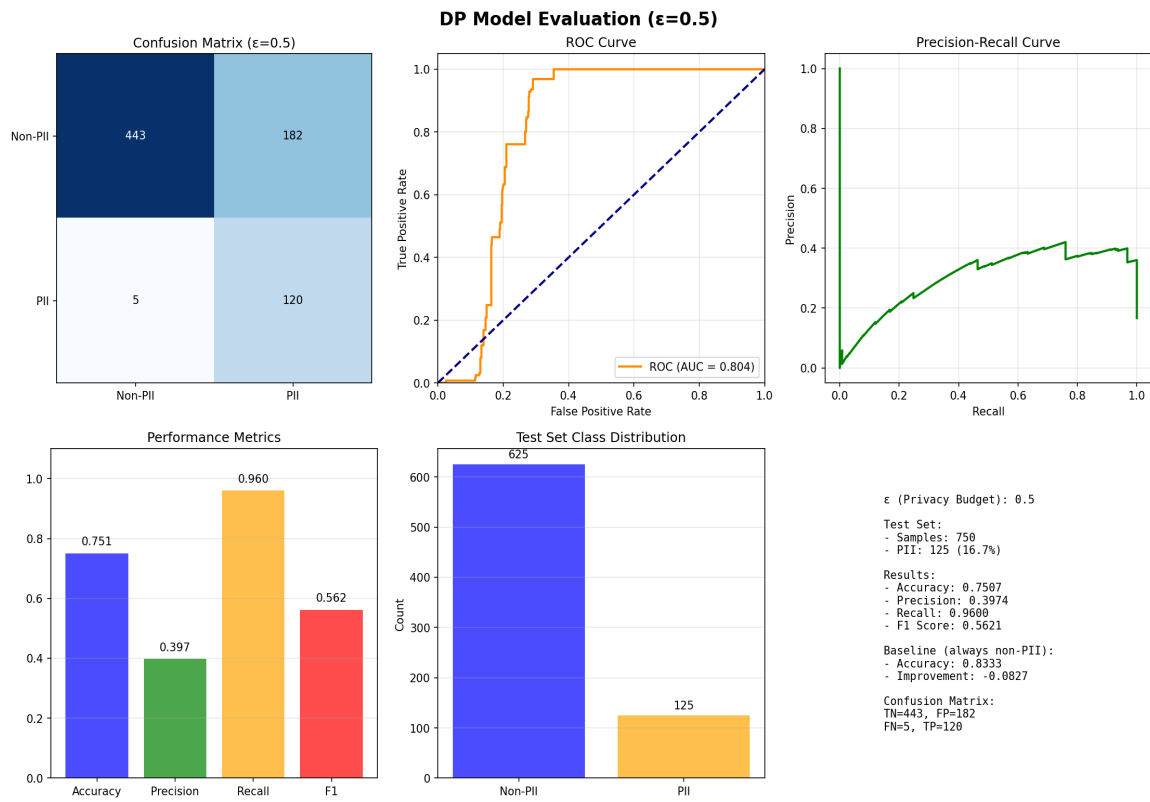 DP Model Evaluation (ε=0.5)
Confusion Matrix (ε=0.5)
Non-PII
443
182
PII
5
120
Non-PII
PII
ROC Curve
True Positive Rate
1.0
0.8
0.6
0.4
0.2
0.0
ROC (AUC = 0.804)
0.0
0.2
0.4
0.6
0.8
1.0
False Positive Rate
Precision-Recall Curve
Precision
1.0
0.8
0.6
0.4
0.2
0.0
0.0
0.2
0.4
0.6
0.8
1.0
Recall
Performance Metrics
1.0
0.8
0.6
0.4
0.2
0.0
0.751
0.397
0.960
0.562
Accuracy
Precision
Recall
F1
Test Set Class Distribution
Count
600
500
400
300
200
100
0
625
125
Non-PII
PII
ε (Privacy Budget): 0.5
Test Set:
- Samples: 750
- PII: 125 (16.7%)
Results:
- Accuracy: 0.7507
- Precision: 0.3974
- Recall: 0.9600
- F1 Score: 0.5621
Baseline (always non-PII):
- Accuracy: 0.8333
- Improvement: -0.0827
Confusion Matrix:
TN=443, FP=182
FN=5, TP=120